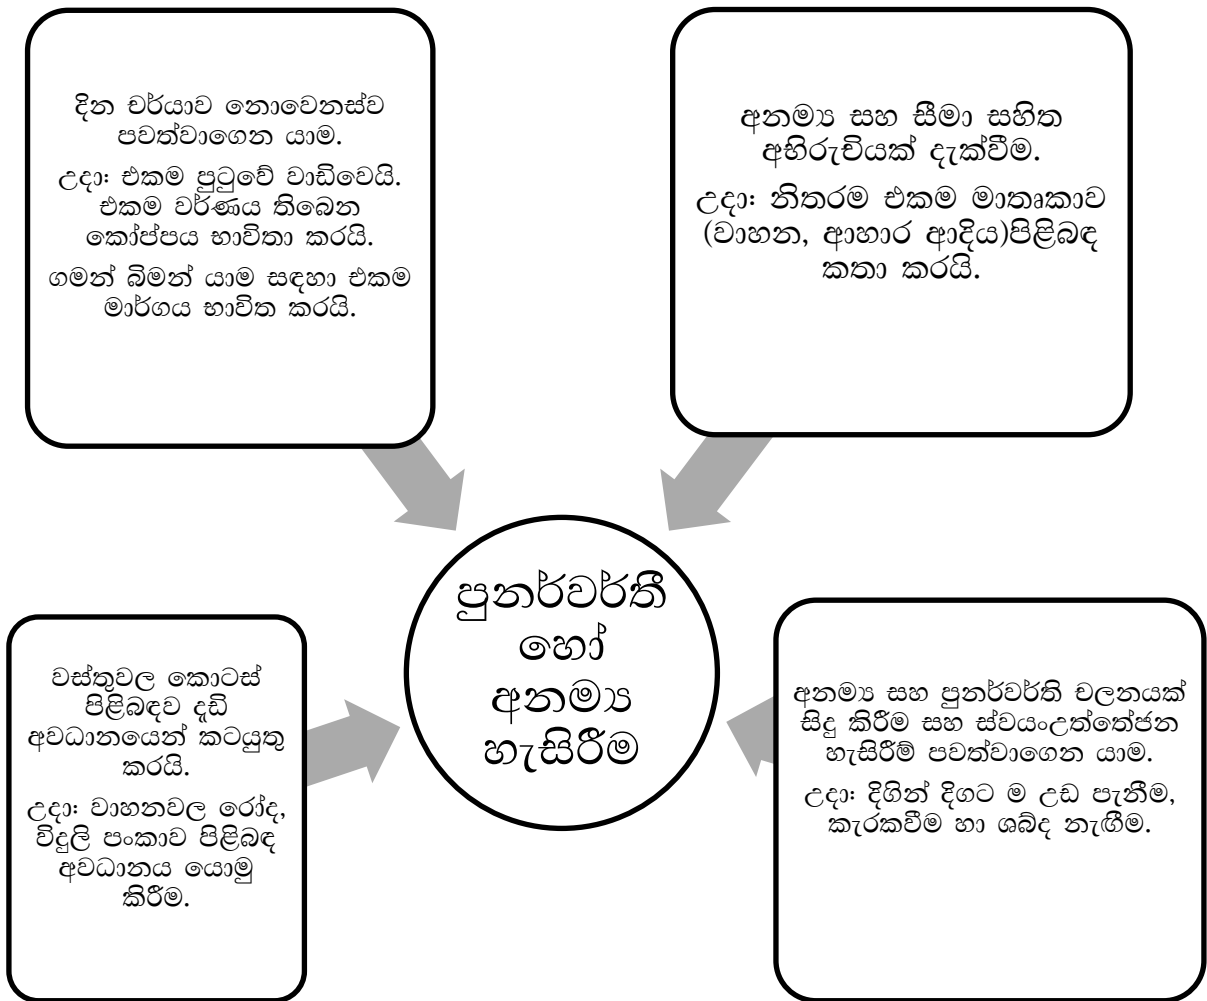 දින චර්යාව නොවෙනස්ව
පවත්වාගෙන යාම.
උදා: එකම පුටුවේ වාඩිවෙයි.
එකම වර්ණය තිබෙන
කෝප්පය භාවිතා කරයි.
ගමන් බිමන් යාම සඳහා එකම
මාර්ගය භාවිත කරයි.
අනම්‍ය සහ සීමා සහිත
අභිරුචියක් දැක්වීම.
උදා: නිතරම එකම මාතෘකාව
(වාහන, ආහාර ආදිය)පිළිබඳ
කතා කරයි.
පුනර්වර්තී
හෝ
අනම්‍ය
හැසිරීම
වස්තුවල කොටස්
පිළිබඳව දැඩි
අවධානයෙන් කටයුතු
කරයි.
උදා: වාහනවල රෝද,
විදුලි පංකාව පිළිබඳ
අවධානය යොමු
කිරීම.
අනම්‍ය සහ පුනර්වර්ති චලනයක්
සිදු කිරීම සහ ස්වයංඋත්තේජන
හැසිරීම් පවත්වාගෙන යාම.
උදා: දිගින් දිගට ම උඩ පැනීම,
කැරකවීම හා ශබ්ද නැඟීම.